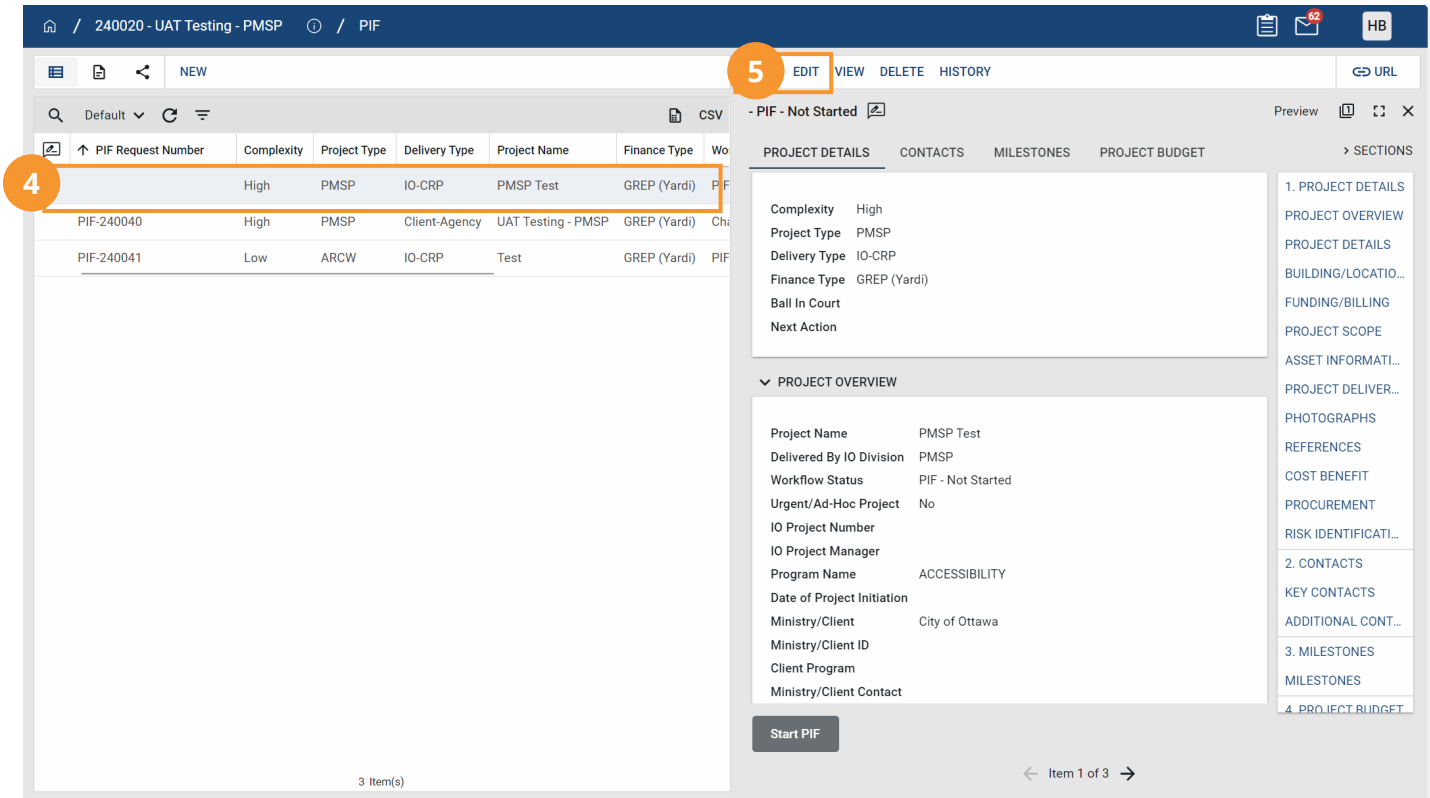 / 240020 - UAT Testing - PMSP / PIF
62
HB
NEW
5 EDIT VIEW DELETE HISTORY
URL
Default
CSV
- PIF - Not Started
Preview 1
PIF Request Number Complexity Project Type Delivery Type Project Name Finance Type Wo
4
High PMSP IO-CRP PMSP Test GREP (Yardi) PIF
PIF-240040 High PMSP Client-Agency UAT Testing - PMSP GREP (Yardi) Cha
PIF-240041 Low ARCW IO-CRP Test GREP (Yardi) PIF
3 Item(s)
PROJECT DETAILS CONTACTS MILESTONES PROJECT BUDGET
> SECTIONS
Complexity High
Project Type PMSP
Delivery Type IO-CRP
Finance Type GREP (Yardi)
Ball In Court
Next Action
PROJECT OVERVIEW
Project Name PMSP Test
Delivered By IO Division PMSP
Workflow Status PIF - Not Started
Urgent/Ad-Hoc Project No
IO Project Number
IO Project Manager
Program Name ACCESSIBILITY
Date of Project Initiation
Ministry/Client City of Ottawa
Ministry/Client ID
Client Program
Ministry/Client Contact
Start PIF
Item 1 of 3
1. PROJECT DETAILS
PROJECT OVERVIEW
PROJECT DETAILS
BUILDING/LOCATIO...
FUNDING/BILLING
PROJECT SCOPE
ASSET INFORMATI...
PROJECT DELIVER...
PHOTOGRAPHS
REFERENCES
COST BENEFIT
PROCUREMENT
RISK IDENTIFICATI...
2. CONTACTS
KEY CONTACTS
ADDITIONAL CONT...
3. MILESTONES
MILESTONES
4. PROJECT BUDGET